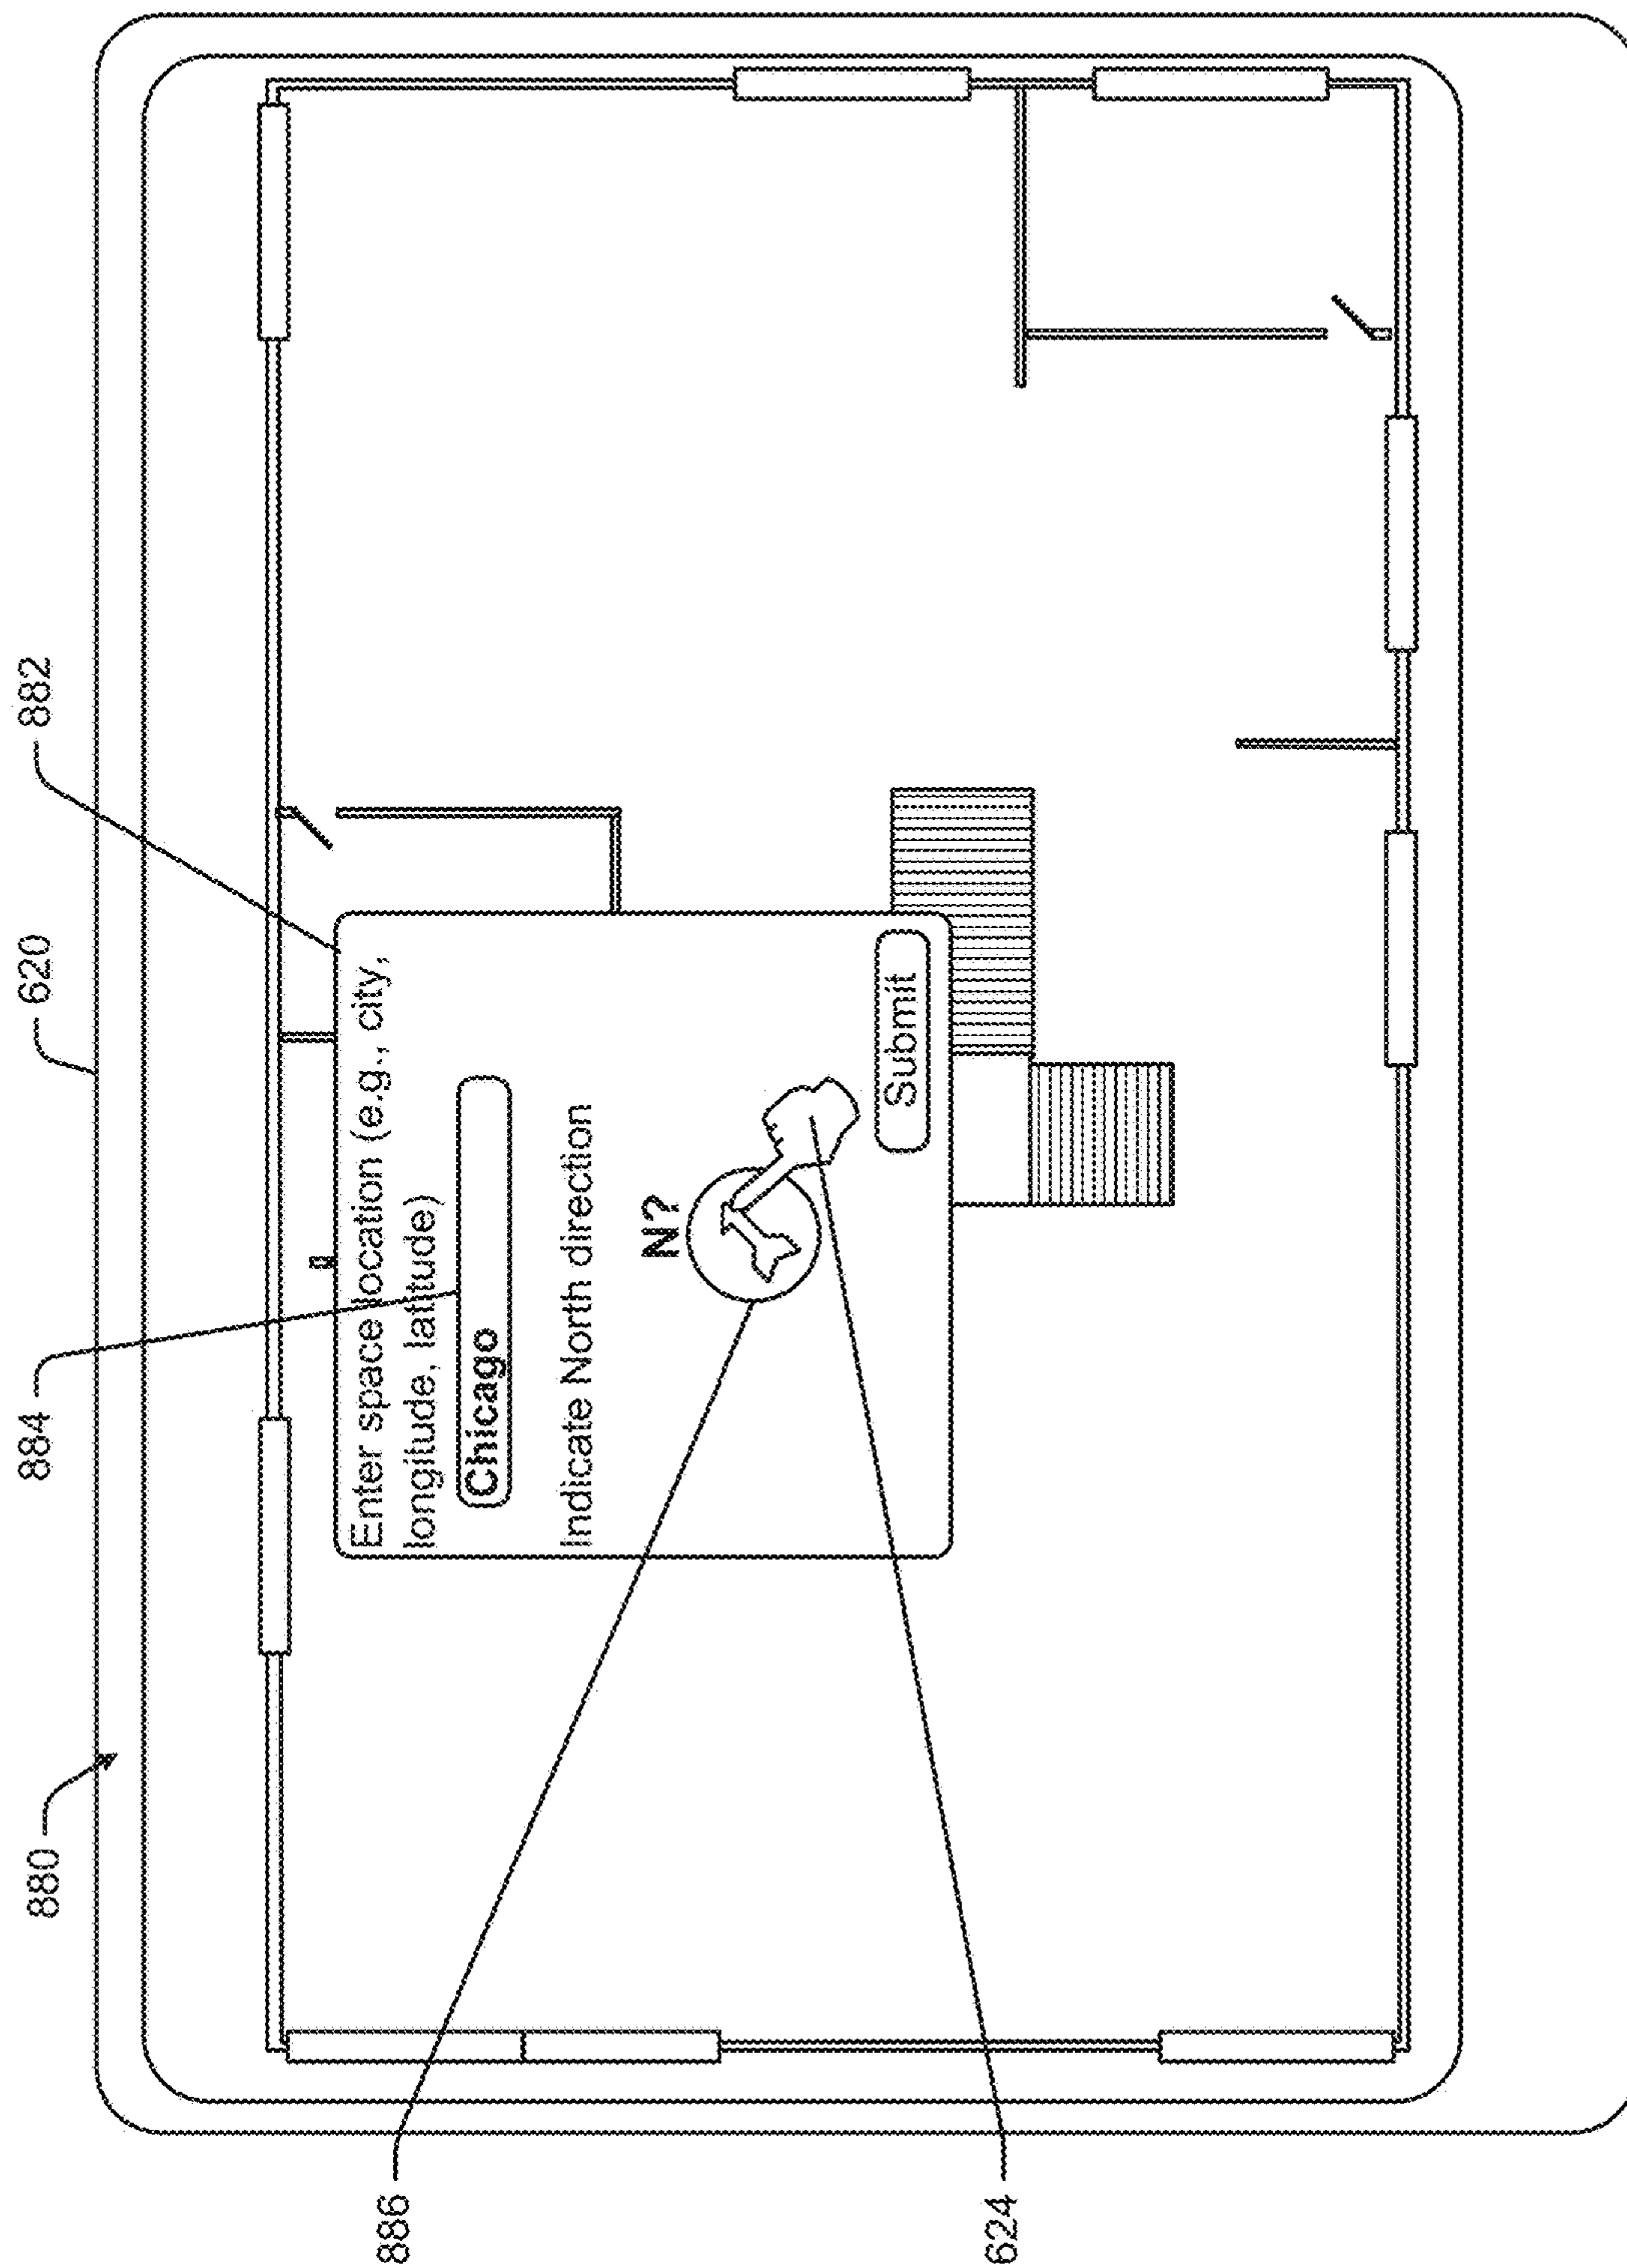 880
884
620
882
Enter space location (e.g., city,
longitude, latitude)
Chicago
Indicate North direction
N?
Submit
886
624